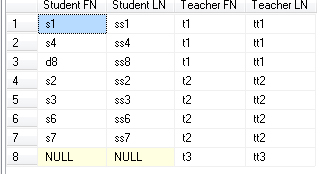 Student FN Student LN Teacher FN Teacher LN
1 s1 ss1 t1 tt1
2 s4 ss4 t1 tt1
3 d8 ss8 t1 tt1
4 s2 ss2 t2 tt2
5 s3 ss3 t2 tt2
6 s6 ss6 t2 tt2
7 s7 ss7 t2 tt2
8 NULL NULL t3 tt3